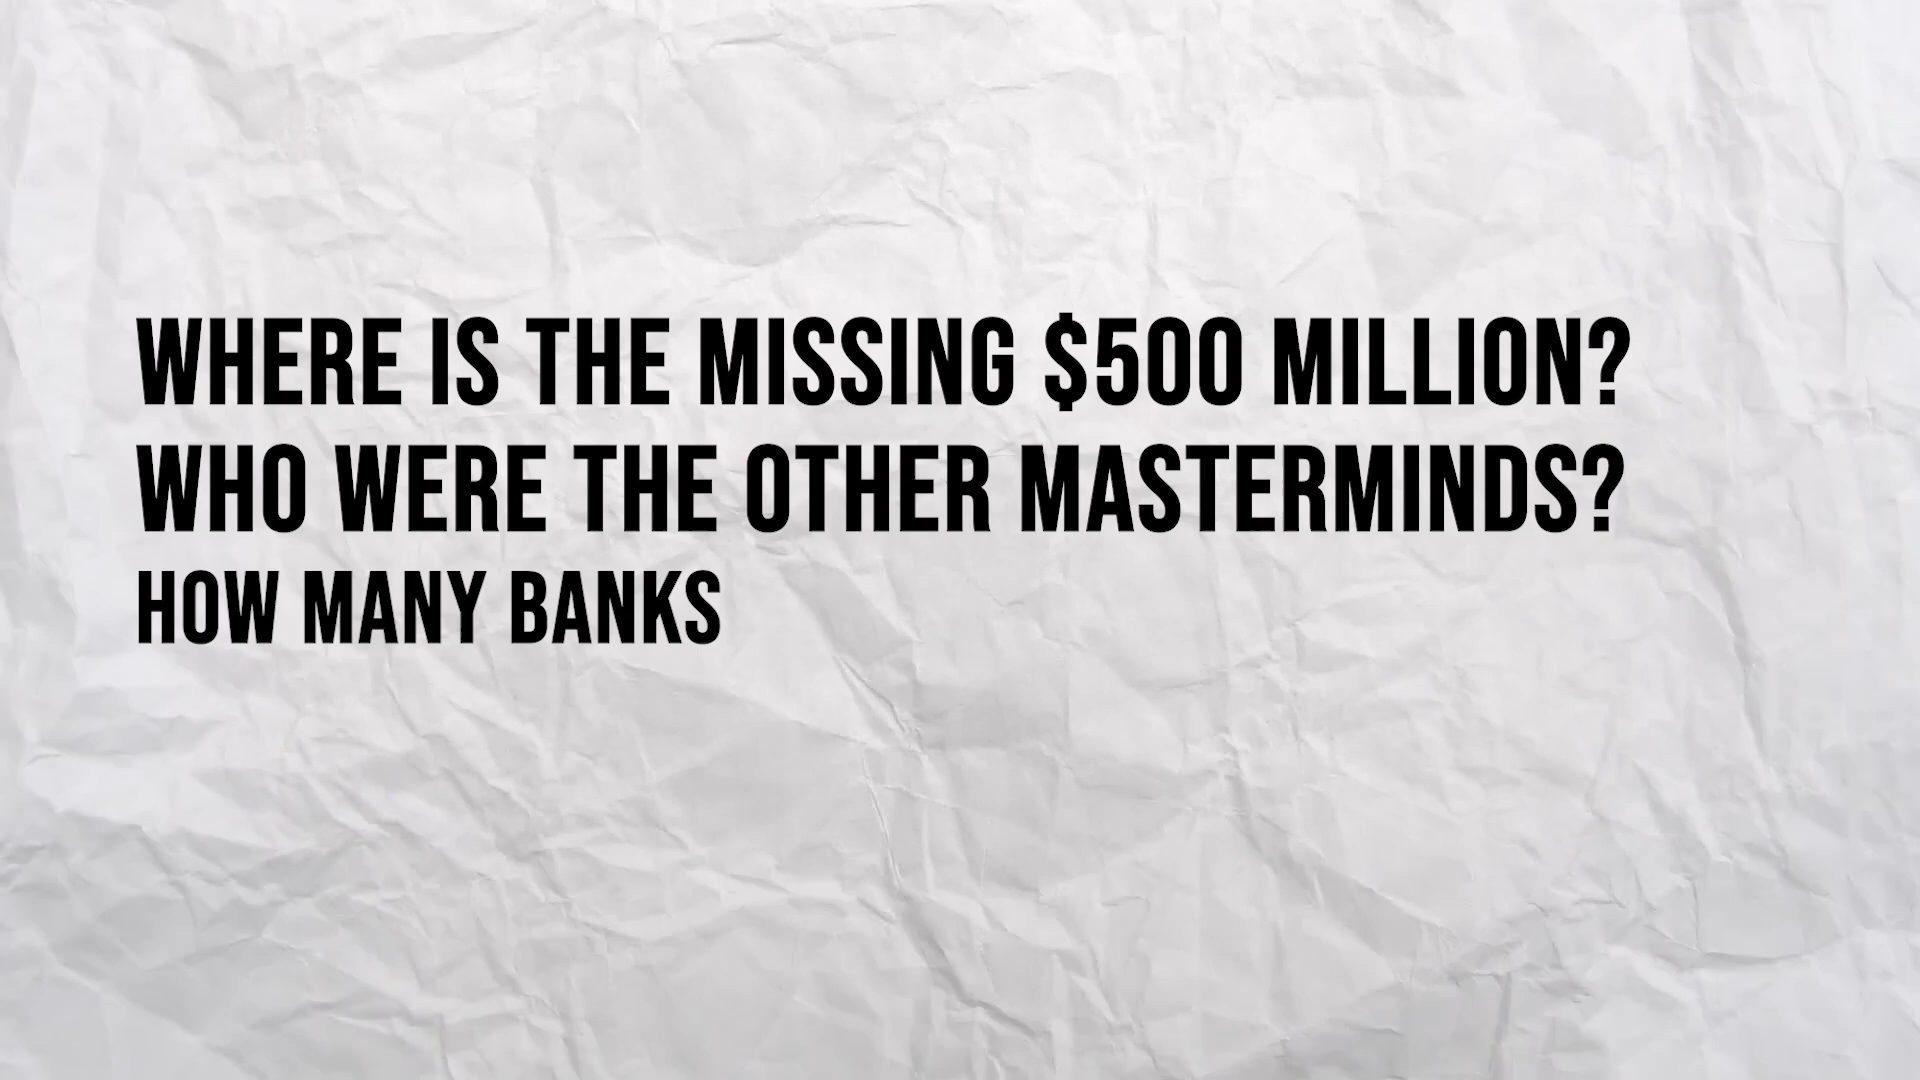 WHERE IS THE MISSING $500 MILLION?
WHO WERE THE OTHER MASTERMINDS?
HOW MANY BANKS